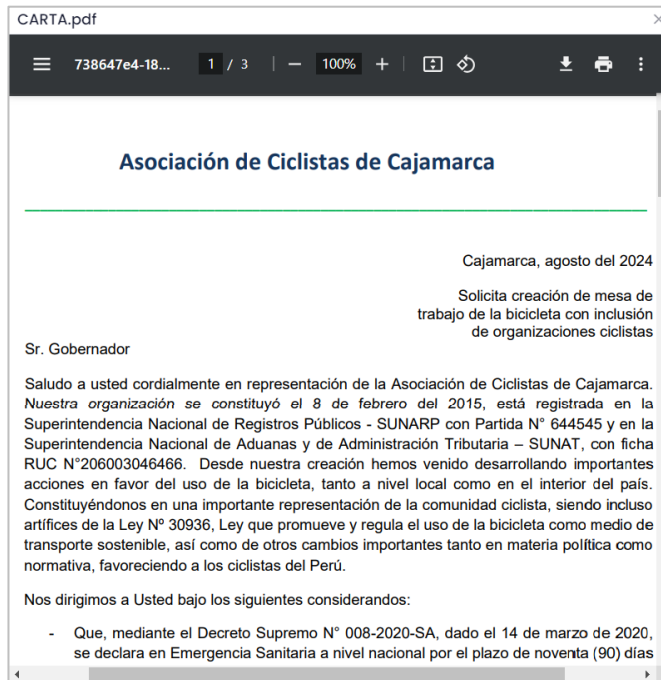 CARTA.pdf
738647e4-18... 1 / 3 100%
Asociación de Ciclistas de Cajamarca
Cajamarca, agosto del 2024
Solicita creación de mesa de
trabajo de la bicicleta con inclusión
de organizaciones ciclistas
Sr. Gobernador
Saludo a usted cordialmente en representación de la Asociación de Ciclistas de Cajamarca.
Nuestra organización se constituyó el 8 de febrero del 2015, está registrada en la
Superintendencia Nacional de Registros Públicos - SUNARP con Partida N° 644545 y en la
Superintendencia Nacional de Aduanas y de Administración Tributaria – SUNAT, con ficha
RUC N°206003046466. Desde nuestra creación hemos venido desarrollando importantes
acciones en favor del uso de la bicicleta, tanto a nivel local como en el interior del país.
Constituyéndonos en una importante representación de la comunidad ciclista, siendo incluso
artífices de la Ley Nº 30936, Ley que promueve y regula el uso de la bicicleta como medio de
transporte sostenible, así como de otros cambios importantes tanto en materia política como
normativa, favoreciendo a los ciclistas del Perú.
Nos dirigimos a Usted bajo los siguientes considerandos:
- Que, mediante el Decreto Supremo N° 008-2020-SA, dado el 14 de marzo de 2020,
se declara en Emergencia Sanitaria a nivel nacional por el plazo de noventa (90) días